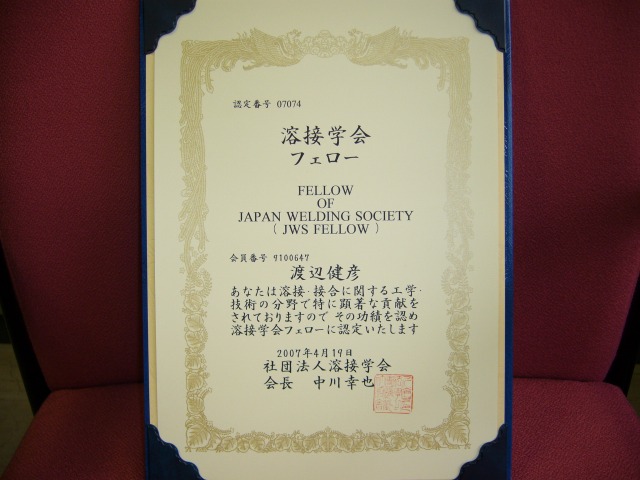 認定番号 07074
溶接学会
フェロー
FELLOW
OF
JAPAN WELDING SOCIETY
( JWS FELLOW )
会員番号 9100647
渡辺健彦
あなたは溶接・接合に関する工学・
技術の分野で特に顕著な貢献を
されておりますので その功績を認め
溶接学会フェローに認定いたします
2007年4月19日
社団法人溶接学会
会長 中川幸也